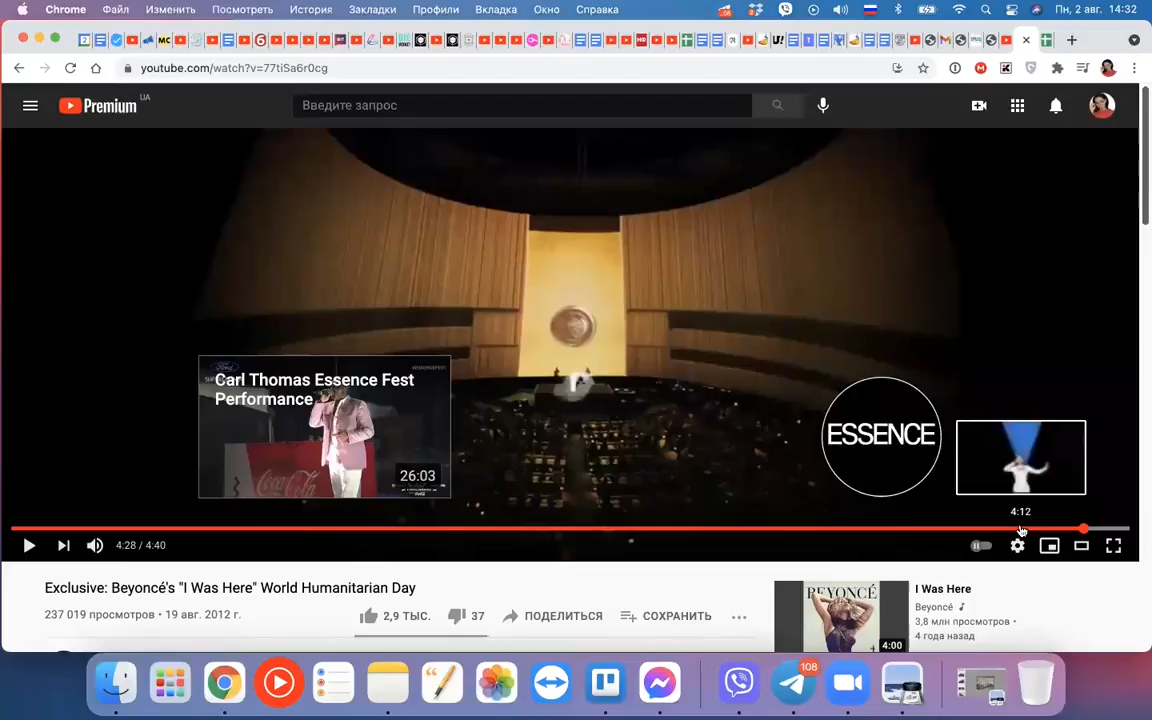 Chrome Файл Изменить Посмотреть История Закладки Профили Вкладка Окно Справка Пн, 2 авг. 14:32
youtube.com/watch?v=77tiSa6r0cg
Premium UA
Введите запрос
Carl Thomas Essence Fest
Performance
26:03
ESSENCE
4:12
4:28 / 4:40
Exclusive: Beyoncé's "I Was Here" World Humanitarian Day
237 019 просмотров • 19 авг. 2012 г.
2,9 ТЫС.
37
ПОДЕЛИТЬСЯ
СОХРАНИТЬ
BEYONCÉ
4:00
I Was Here
Beyoncé
3,8 млн просмотров •
4 года назад
108